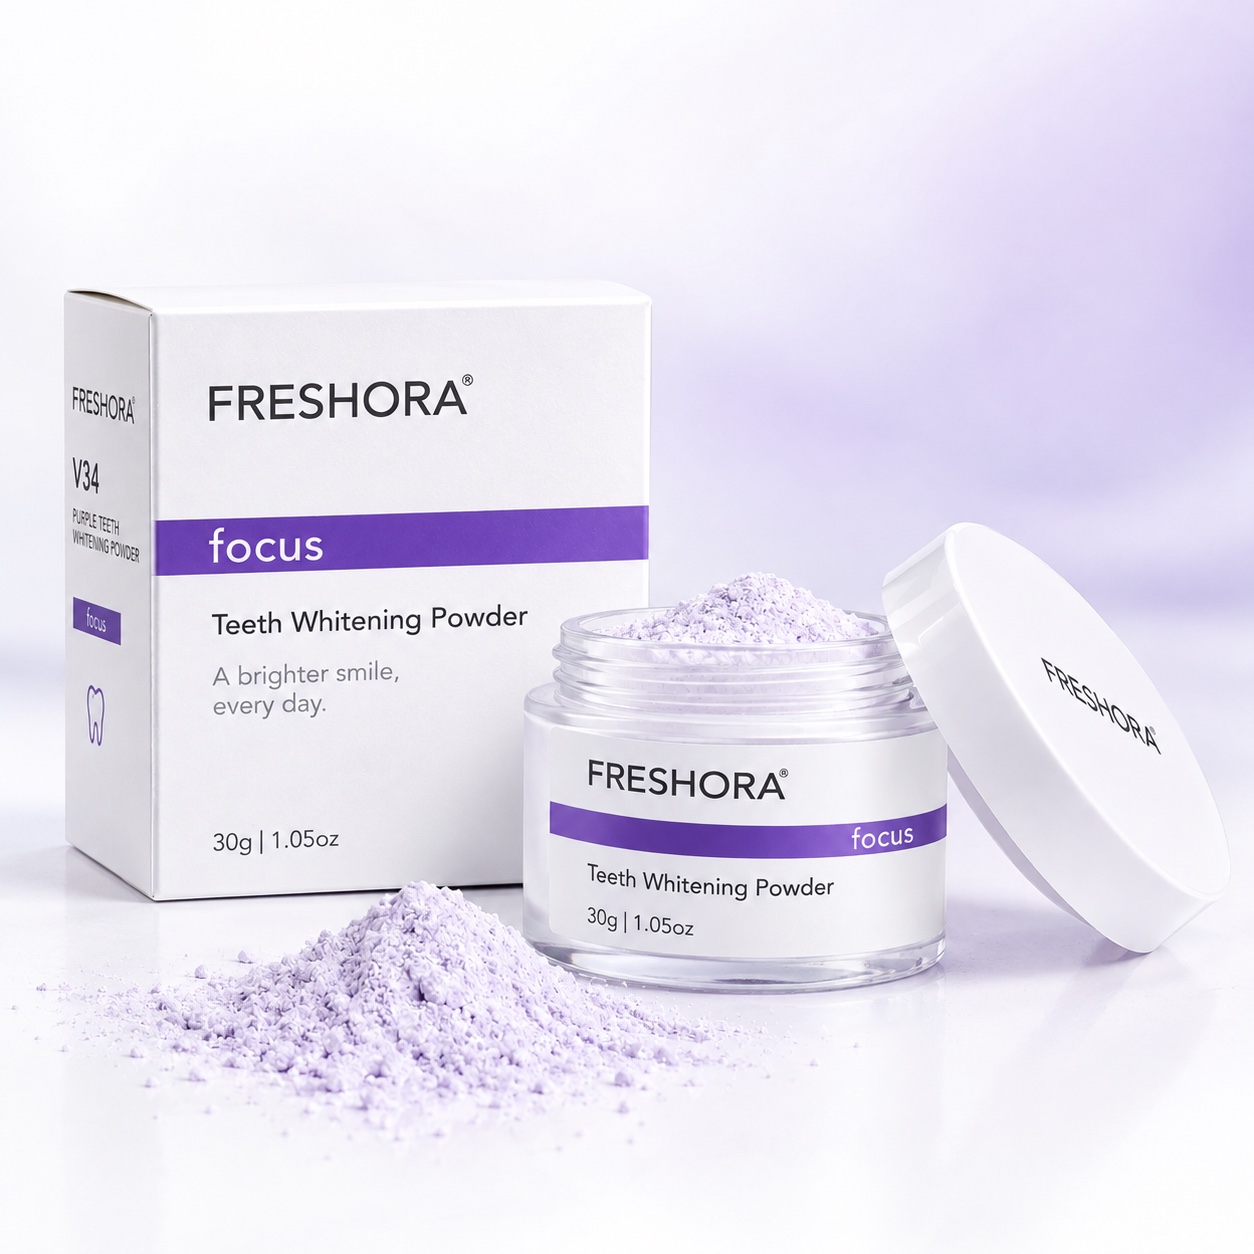 FRESHORA®
V34
PURPLE TEETH
WHITENING POWDER
focus
FRESHORA®
focus
Teeth Whitening Powder
A brighter smile,
every day.
30g | 1.05oz
FRESHORA®
focus
Teeth Whitening Powder
30g | 1.05oz
FRESHORA®